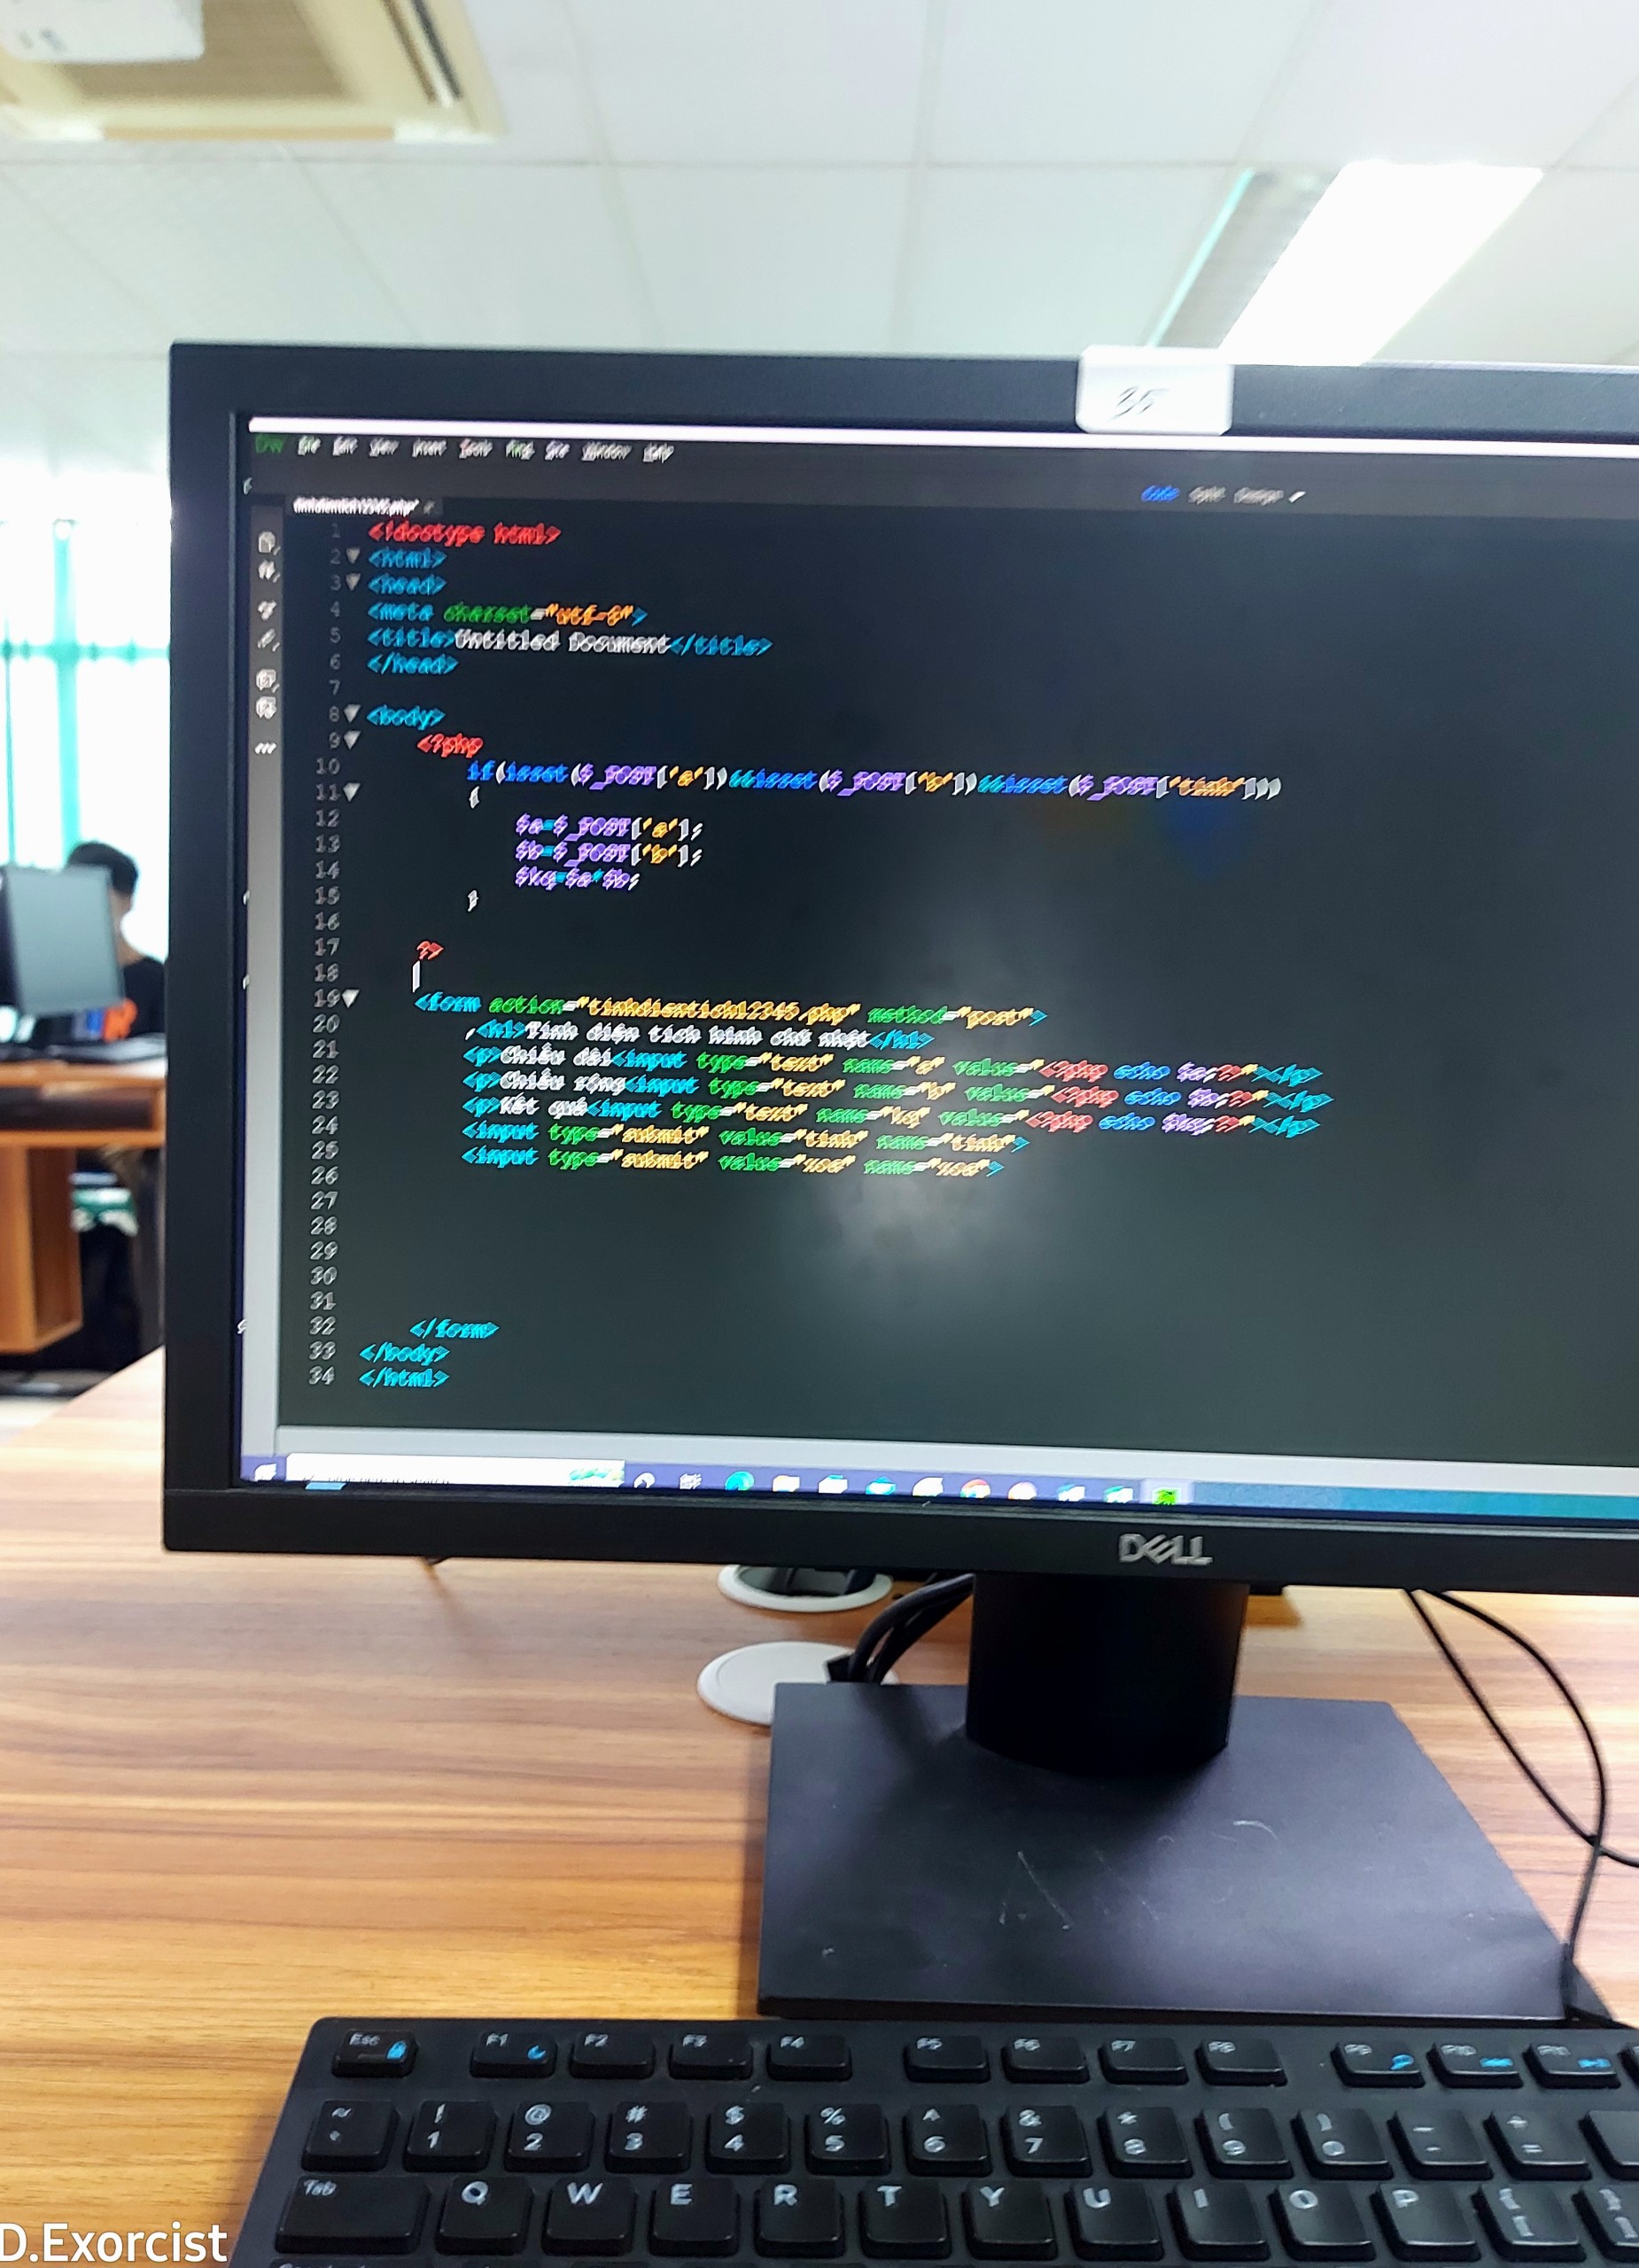 35
Dw File Edit View Insert Tools Find Site Window Help
Code Split Design
tinhdientich12345.php*
1 <!doctype html>
2 <html>
3 <head>
4 <meta charset="utf-8">
5 <title>Untitled Document</title>
6 </head>
7
8 <body>
9 <?php
10 if(isset($_POST['a'])&&isset($_POST['b'])&&isset($_POST['tinh']))
11 {
12 $a=$_POST['a'];
13 $b=$_POST['b'];
14 $kq=$a*$b;
15 }
16
17 ?>
18
19 <form action="tinhdientich12345.php" method="post">
20 <h1>Tính diện tích hình chữ nhật</h1>
21 <p>Chiều dài<input type="text" name="a" value="<?php echo $a;?>"></p>
22 <p>Chiều rộng<input type="text" name="b" value="<?php echo $b;?>"></p>
23 <p>Kết quả<input type="text" name="kq" value="<?php echo $kq;?>"></p>
24 <input type="submit" value="tinh" name="tinh">
25 <input type="submit" value="xoa" name="xoa">
26
27
28
29
30
31
32 </form>
33 </body>
34 </html>
DELL
Esc F1 F2 F3 F4 F5 F6 F7 F8 F9 F10 F11
~ ! @ # $ % ^ & * ( ) _ +
1 2 3 4 5 6 7 8 9 0 - =
Tab Q W E R T Y U I O P
D.Exorcist